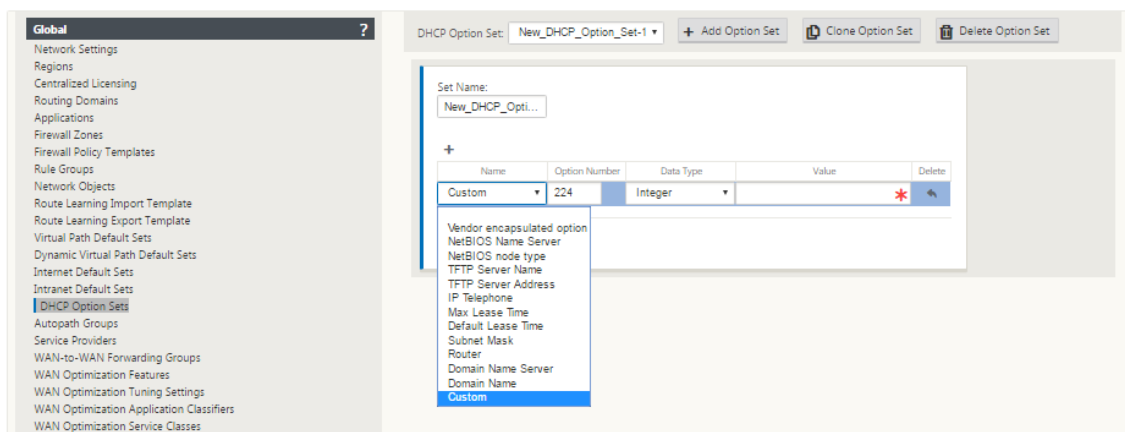 Global ?
Network Settings
Regions
Centralized Licensing
Routing Domains
Applications
Firewall Zones
Firewall Policy Templates
Rule Groups
Network Objects
Route Learning Import Template
Route Learning Export Template
Virtual Path Default Sets
Dynamic Virtual Path Default Sets
Internet Default Sets
Intranet Default Sets
DHCP Option Sets
Autopath Groups
Service Providers
WAN-to-WAN Forwarding Groups
WAN Optimization Features
WAN Optimization Tuning Settings
WAN Optimization Application Classifiers
WAN Optimization Service Classes
DHCP Option Set: New_DHCP_Option_Set-1 + Add Option Set Clone Option Set Delete Option Set
Set Name:
New_DHCP_Opti...
+
Name Option Number Data Type Value Delete
Custom 224 Integer *
Vendor encapsulated option
NetBIOS Name Server
NetBIOS node type
TFTP Server Name
TFTP Server Address
IP Telephone
Max Lease Time
Default Lease Time
Subnet Mask
Router
Domain Name Server
Domain Name
Custom